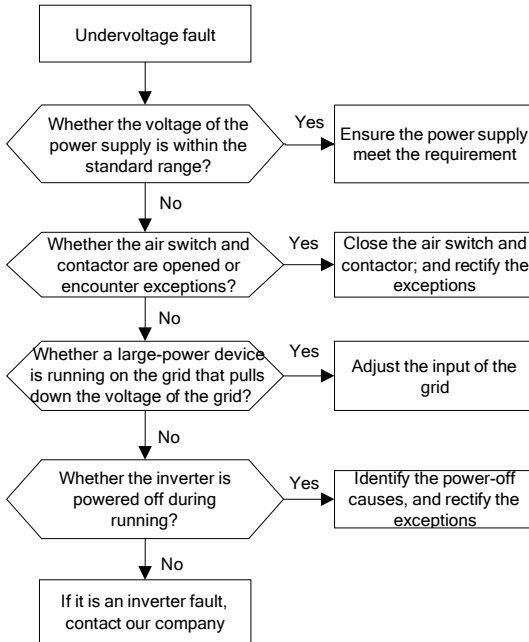 Undervoltage fault
Whether the voltage of the
power supply is within the
standard range?
Yes
Ensure the power supply
meet the requirement
No
Whether the air switch and
contactor are opened or
encounter exceptions?
Yes
Close the air switch and
contactor; and rectify the
exceptions
No
Whether a large-power device
is running on the grid that pulls
down the voltage of the grid?
Yes
Adjust the input of the
grid
No
Whether the inverter is
powered off during
running?
Yes
Identify the power-off
causes, and rectify the
exceptions
No
If it is an inverter fault,
contact our company